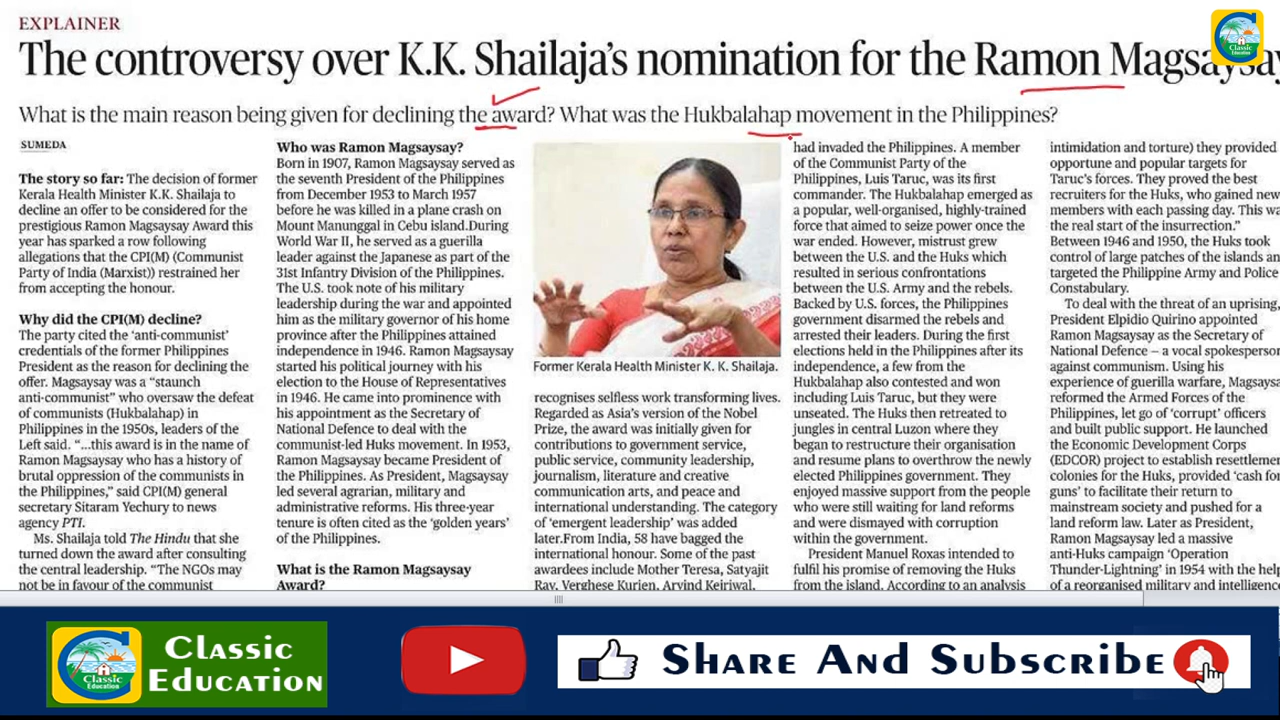 EXPLAINER
The controversy over K.K. Shailaja's nomination for the Ramon Magsaysay
What is the main reason being given for declining the award? What was the Hukbalahap movement in the Philippines?
SUMEDA
The story so far: The decision of former
Kerala Health Minister K.K. Shailaja to
decline an offer to be considered for the
prestigious Ramon Magsaysay Award this
year has sparked a row following
allegations that the CPI(M) (Communist
Party of India (Marxist)) restrained her
from accepting the honour.
Why did the CPI(M) decline?
The party cited the 'anti-communist'
credentials of the former Philippines
President as the reason for declining the
offer. Magsaysay was a "staunch
anti-communist" who oversaw the defeat
of communists (Hukbalahap) in
Philippines in the 1950s, leaders of the
Left said. "...this award is in the name of
Ramon Magsaysay who has a history of
brutal oppression of the communists in
the Philippines," said CPI(M) general
secretary Sitaram Yechury to news
agency PTI.
Ms. Shailaja told The Hindu that she
turned down the award after consulting
the central leadership. "The NGOs may
not be in favour of the communist
Who was Ramon Magsaysay?
Born in 1907, Ramon Magsaysay served as
the seventh President of the Philippines
from December 1953 to March 1957
before he was killed in a plane crash on
Mount Manunggal in Cebu island.During
World War II, he served as a guerilla
leader against the Japanese as part of the
31st Infantry Division of the Philippines.
The U.S. took note of his military
leadership during the war and appointed
him as the military governor of his home
province after the Philippines attained
independence in 1946. Ramon Magsaysay
started his political journey with his
election to the House of Representatives
in 1946. He came into prominence with
his appointment as the Secretary of
National Defence to deal with the
communist-led Huks movement. In 1953,
Ramon Magsaysay became President of
the Philippines. As President, Magsaysay
led several agrarian, military and
administrative reforms. His three-year
tenure is often cited as the 'golden years'
of the Philippines.
What is the Ramon Magsaysay
Award?
Former Kerala Health Minister K. K. Shailaja.
recognises selfless work transforming lives.
Regarded as Asia's version of the Nobel
Prize, the award was initially given for
contributions to government service,
public service, community leadership,
journalism, literature and creative
communication arts, and peace and
international understanding. The category
of 'emergent leadership' was added
later.From India, 58 have bagged the
international honour. Some of the past
awardees include Mother Teresa, Satyajit
Ray, Verghese Kurien, Arvind Kejriwal,
had invaded the Philippines. A member
of the Communist Party of the
Philippines, Luis Taruc, was its first
commander. The Hukbalahap emerged as
a popular, well-organised, highly-trained
force that aimed to seize power once the
war ended. However, mistrust grew
between the U.S. and the Huks which
resulted in serious confrontations
between the U.S. Army and the rebels.
Backed by U.S. forces, the Philippines
government disarmed the rebels and
arrested their leaders. During the first
elections held in the Philippines after its
independence, a few from the
Hukbalahap also contested and won
including Luis Taruc, but they were
unseated. The Huks then retreated to
jungles in central Luzon where they
began to restructure their organisation
and resume plans to overthrow the newly
elected Philippines government. They
enjoyed massive support from the people
who were still waiting for land reforms
and were dismayed with corruption
within the government.
President Manuel Roxas intended to
fulfil his promise of removing the Huks
from the island. According to an analysis
intimidation and torture) they provided
opportune and popular targets for
Taruc's forces. They proved the best
recruiters for the Huks, who gained new
members with each passing day. This wa
the real start of the insurrection."
Between 1946 and 1950, the Huks took
control of large patches of the islands an
targeted the Philippine Army and Police
Constabulary.
To deal with the threat of an uprising,
President Elpidio Quirino appointed
Ramon Magsaysay as the Secretary of
National Defence – a vocal spokesperson
against communism. Using his
experience of guerilla warfare, Magsaysa
reformed the Armed Forces of the
Philippines, let go of 'corrupt' officers
and built public support. He launched
the Economic Development Corps
(EDCOR) project to establish resettlemen
colonies for the Huks, provided 'cash for
guns' to facilitate their return to
mainstream society and pushed for a
land reform law. Later as President,
Ramon Magsaysay led a massive
anti-Huks campaign 'Operation
Thunder-Lightning' in 1954 with the help
of a reorganised military and intelligence
Classic
Education
Classic
Education
Classic
Education
Share And Subscribe